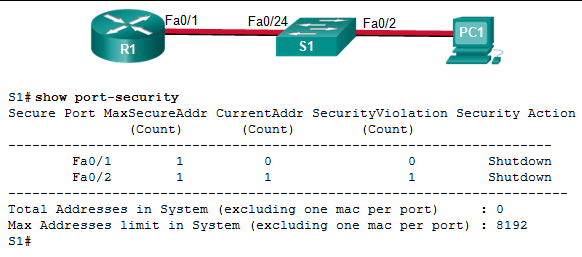 Fa0/1 Fa0/24 Fa0/2
R1 S1 PC1
S1# show port-security
Secure Port MaxSecureAddr CurrentAddr SecurityViolation Security Action
(Count) (Count) (Count)
---------------------------------------------------------------------
Fa0/1 1 0 0 Shutdown
Fa0/2 1 1 1 Shutdown
-----------------------------------------------------------------------
Total Addresses in System (excluding one mac per port) : 0
Max Addresses limit in System (excluding one mac per port) : 8192
S1#